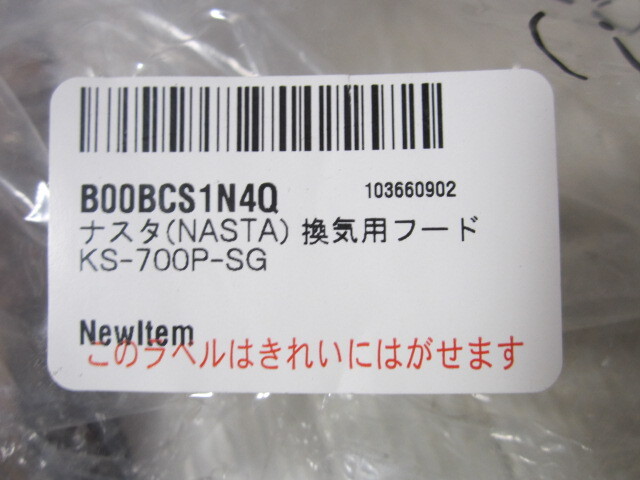 B00BCS1N4Q 103660902
ナスタ(NASTA) 換気用フード
KS-700P-SG
NewItem
このラベルはきれいにはがせます